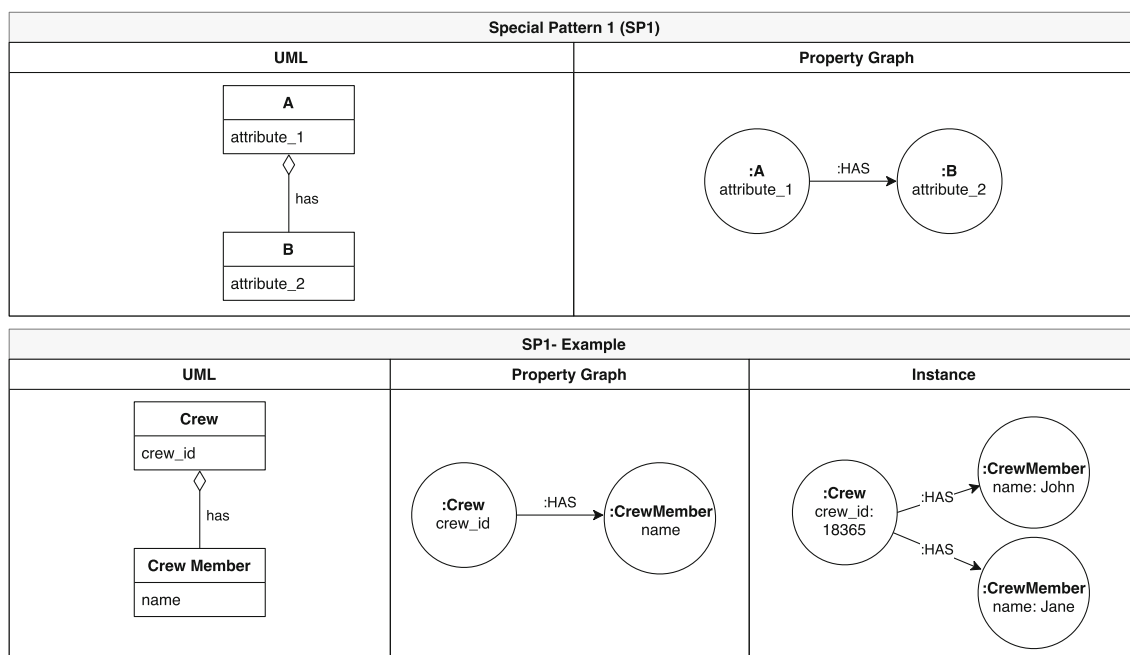 Special Pattern 1 (SP1)
UML
Property Graph
A
attribute_1
has
B
attribute_2
:A
attribute_1
:HAS
:B
attribute_2
SP1- Example
UML
Property Graph
Instance
Crew
crew_id
has
Crew Member
name
:Crew
crew_id
:HAS
:CrewMember
name
:Crew
crew_id:
18365
:HAS
:CrewMember
name: John
:HAS
:CrewMember
name: Jane